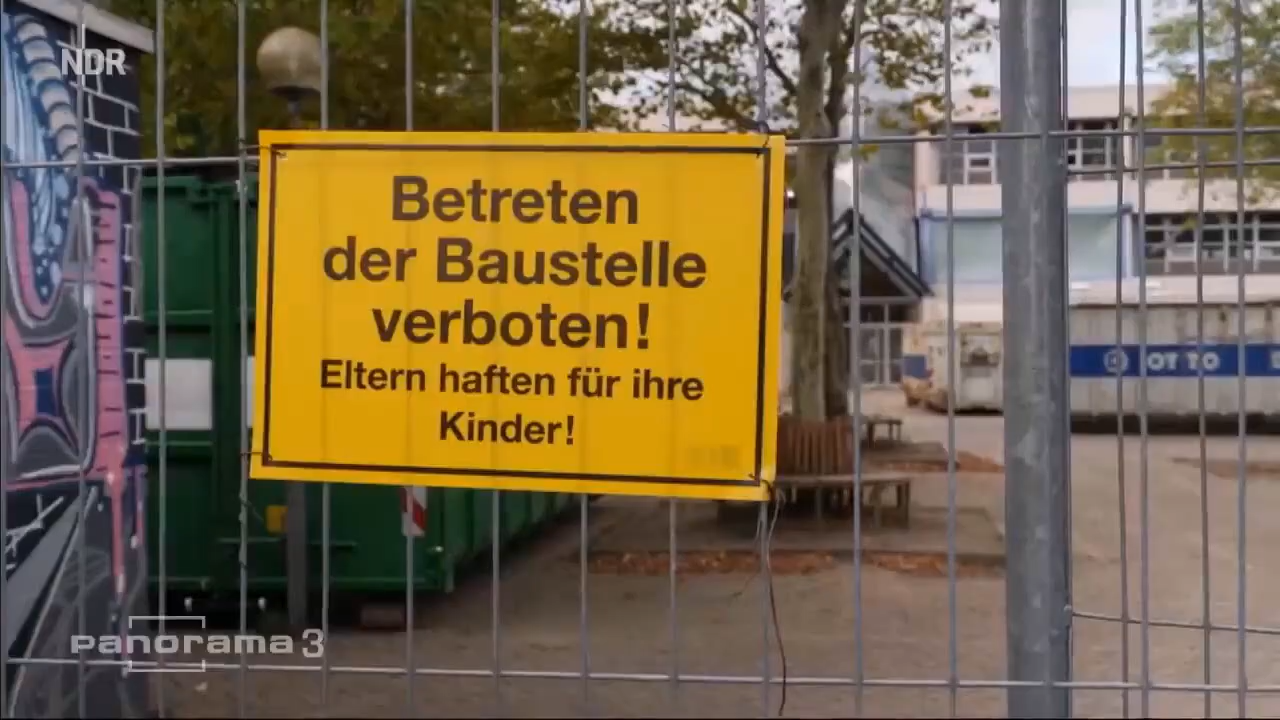 NDR
Betreten
der Baustelle
verboten!
Eltern haften für ihre
Kinder!
OTTO
panorama 3